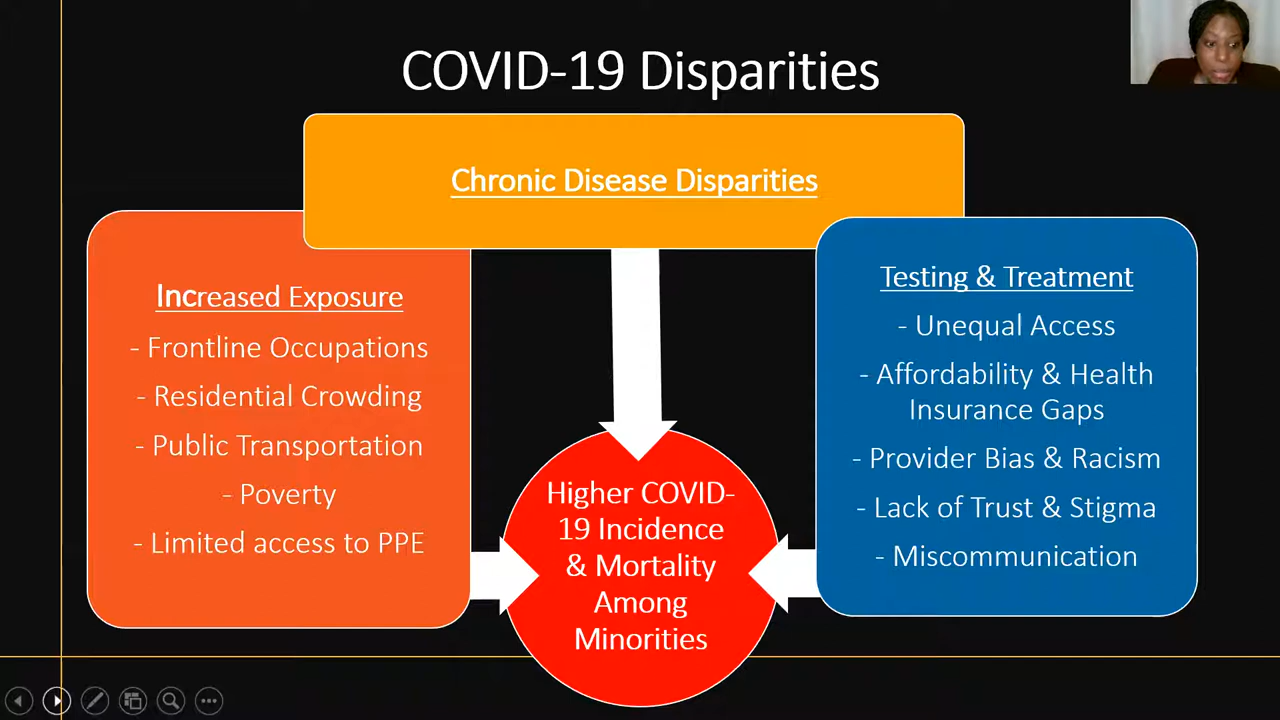 COVID-19 Disparities
Chronic Disease Disparities
Increased Exposure
- Frontline Occupations
- Residential Crowding
- Public Transportation
- Poverty
- Limited access to PPE
Testing & Treatment
- Unequal Access
- Affordability & Health
Insurance Gaps
- Provider Bias & Racism
- Lack of Trust & Stigma
- Miscommunication
Higher COVID-
19 Incidence
& Mortality
Among
Minorities